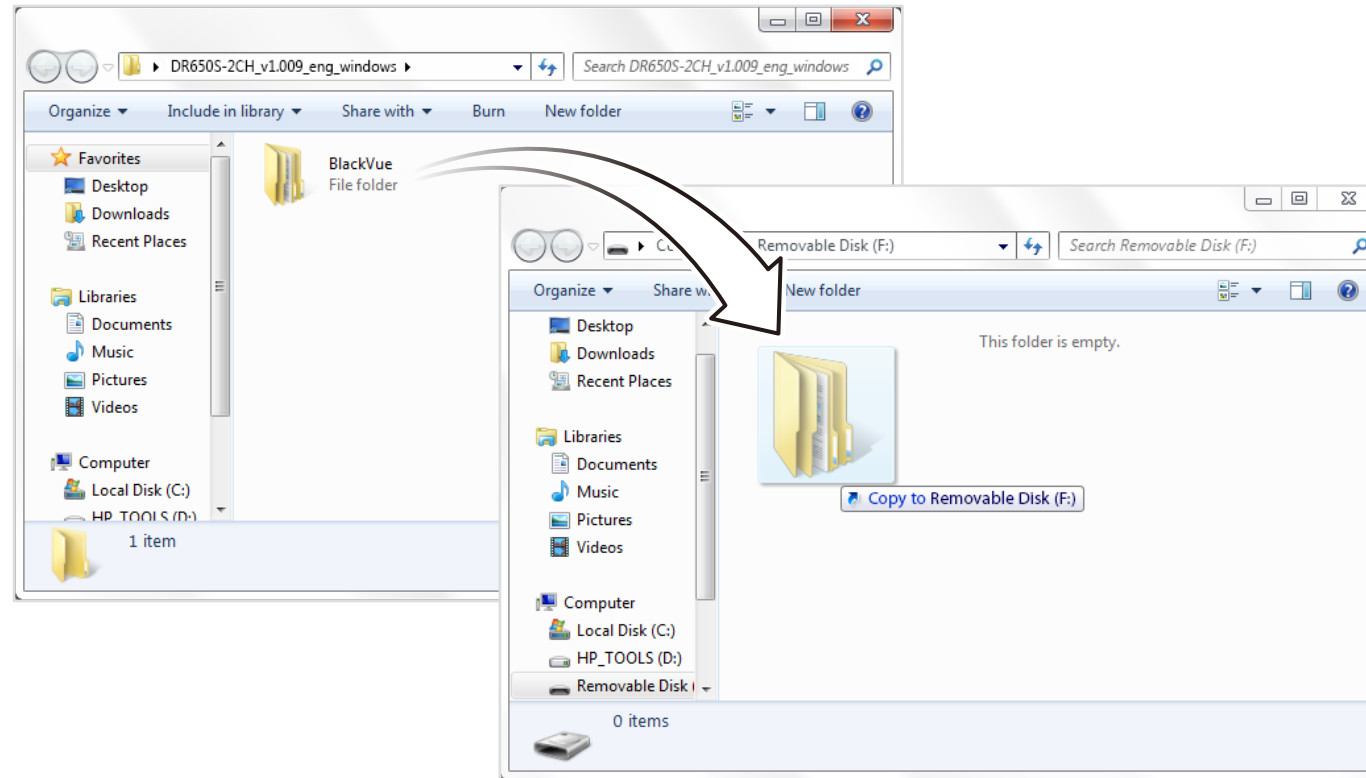 DR650S-2CH_v1.009_eng_windows
Search DR650S-2CH_v1.009_eng_windows
Organize Include in library Share with Burn New folder
Favorites
Desktop
Downloads
Recent Places
Libraries
Documents
Music
Pictures
Videos
Computer
Local Disk (C:)
HP_TOOLS (D:)
BlackVue
File folder
1 item
Removable Disk (F:)
Search Removable Disk (F:)
Organize Share New folder
Desktop
Downloads
Recent Places
Libraries
Documents
Music
Pictures
Videos
Computer
Local Disk (C:)
HP_TOOLS (D:)
Removable Disk (
This folder is empty.
Copy to Removable Disk (F:)
0 items